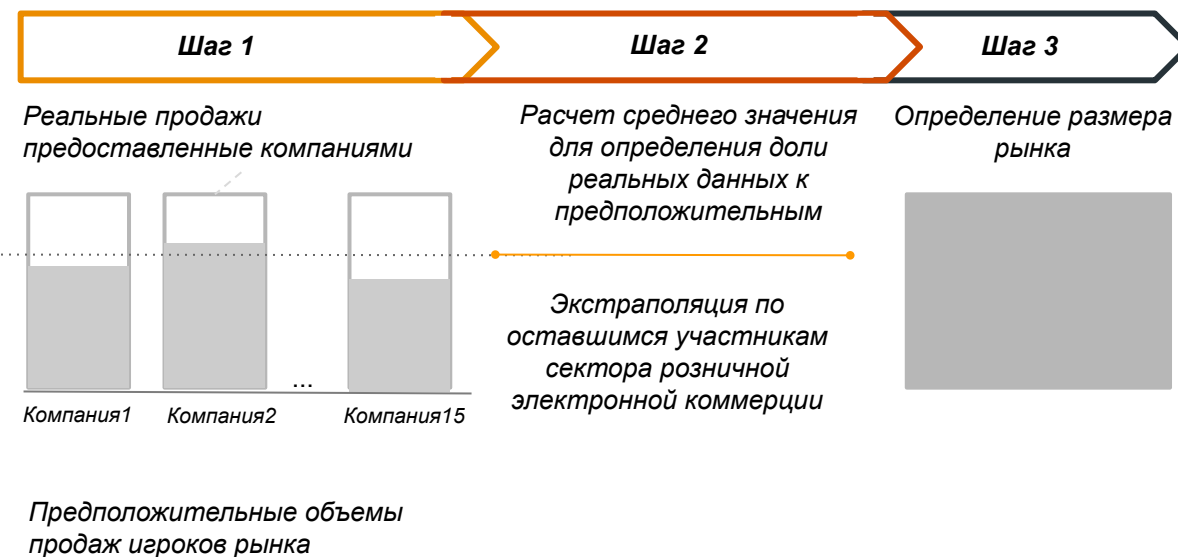 Шаг 1
Шаг 2
Шаг 3
Реальные продажи
предоставленные компаниями
Расчет среднего значения
для определения доли
реальных данных к
предположительным
Определение размера
рынка
Экстраполяция по
оставшимся участникам
сектора розничной
электронной коммерции
...
Компания1
Компания2
Компания15
Предположительные объемы
продаж игроков рынка